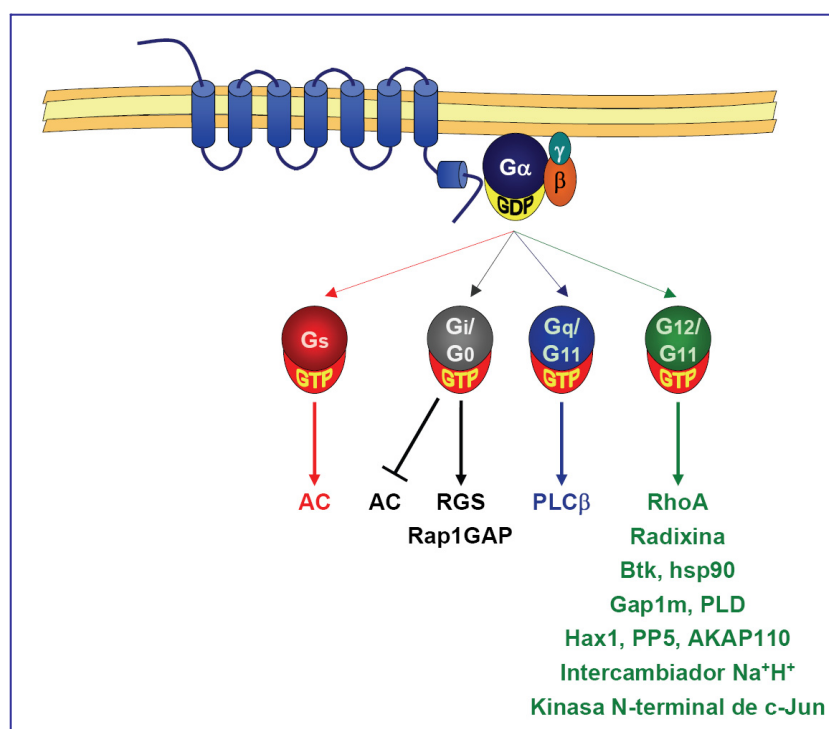 Gα
γ
β
GDP
Gs
GTP
Gi/
G0
GTP
Gq/
G11
GTP
G12/
G11
GTP
AC
AC
RGS
Rap1GAP
PLCβ
RhoA
Radixina
Btk, hsp90
Gap1m, PLD
Hax1, PP5, AKAP110
Intercambiador Na⁺H⁺
Kinasa N-terminal de c-Jun